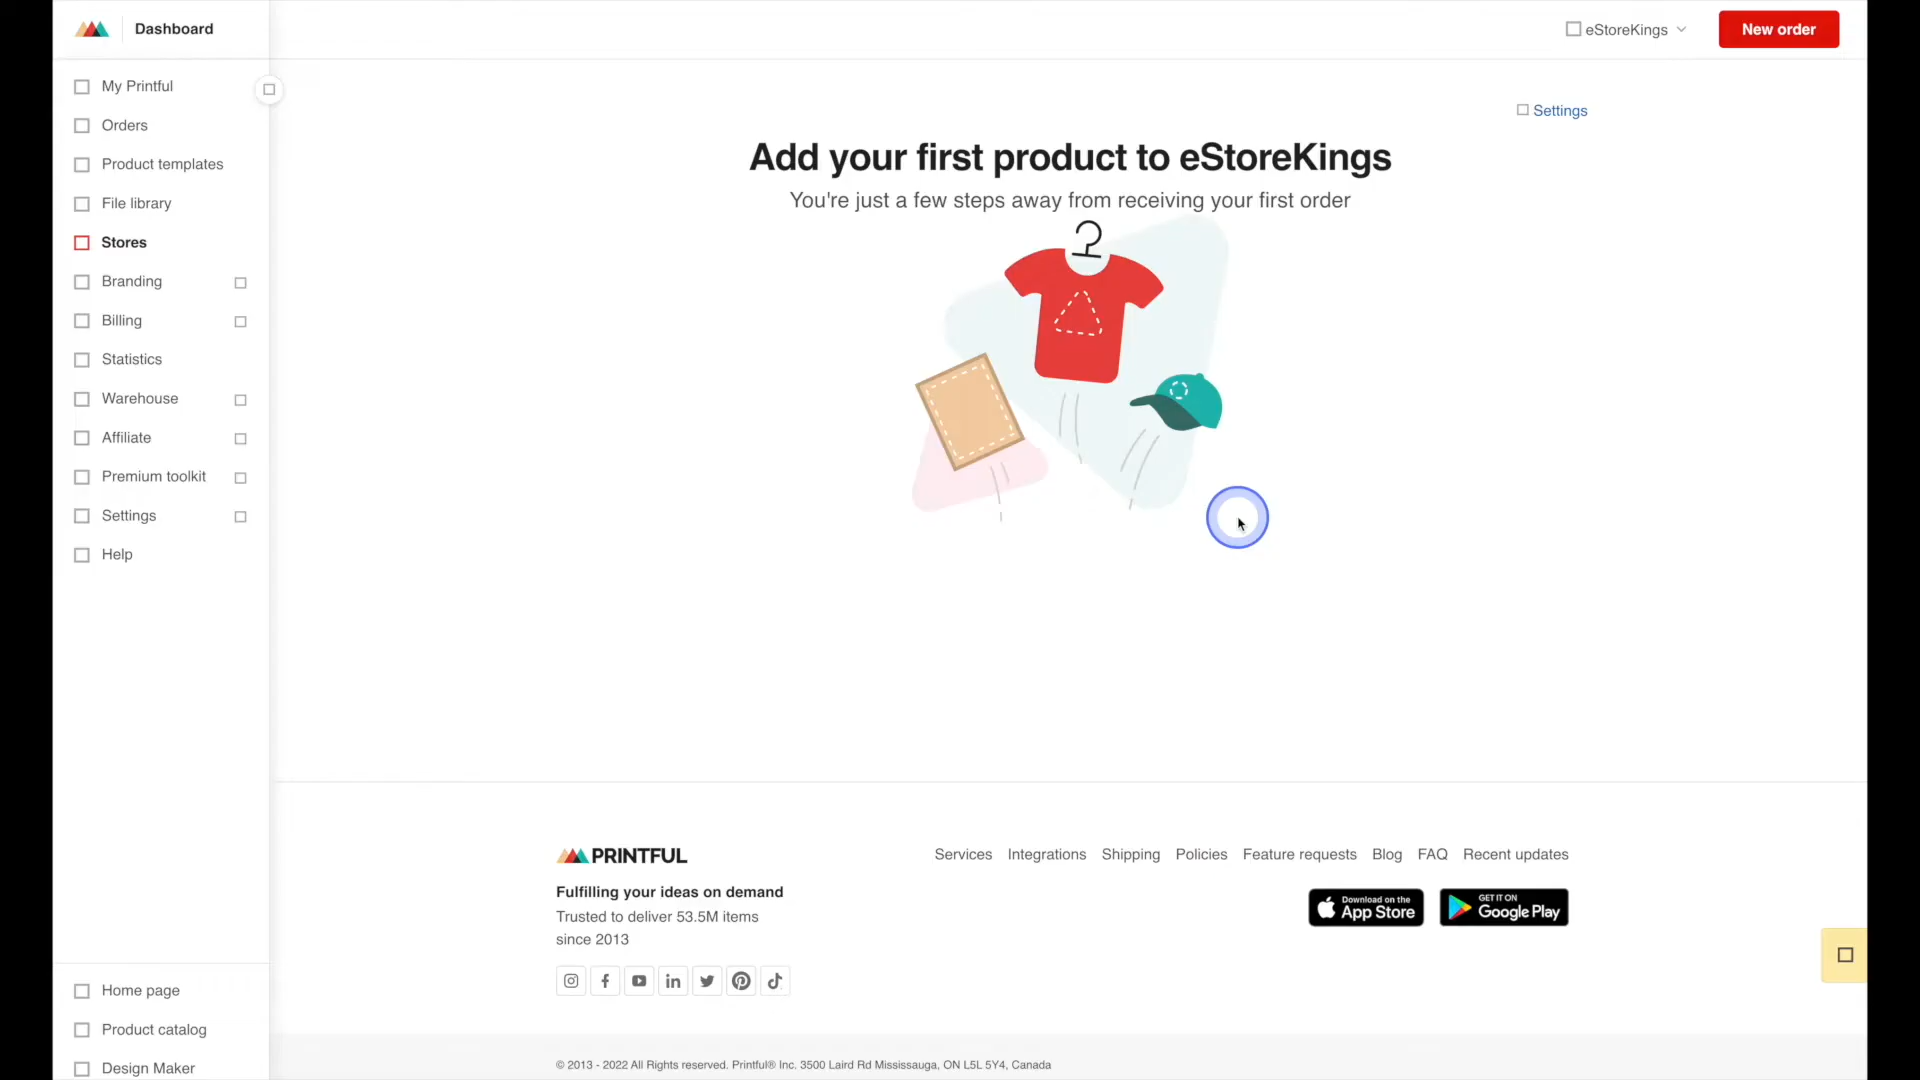 Dashboard
eStoreKings
New order
My Printful
Orders
Product templates
File library
Stores
Branding
Billing
Statistics
Warehouse
Affiliate
Premium toolkit
Settings
Help
Home page
Product catalog
Design Maker
Settings
Add your first product to eStoreKings
You're just a few steps away from receiving your first order
PRINTFUL
Fulfilling your ideas on demand
Trusted to deliver 53.5M items
since 2013
Services Integrations Shipping Policies Feature requests Blog FAQ Recent updates
Download on the
App Store
GET IT ON
Google Play
© 2013 - 2022 All Rights reserved. Printful® Inc. 3500 Laird Rd Mississauga, ON L5L 5Y4, Canada